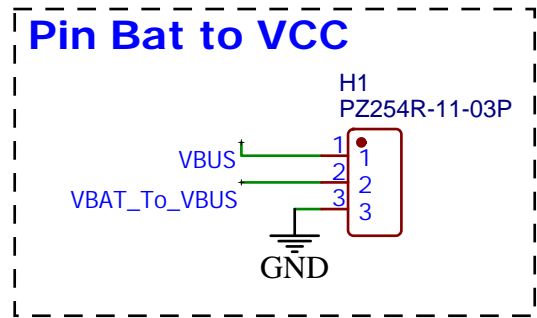 Pin Bat to VCC
H1
PZ254R-11-03P
VBUS 1 1
VBAT_To_VBUS 2 2
3 3
GND